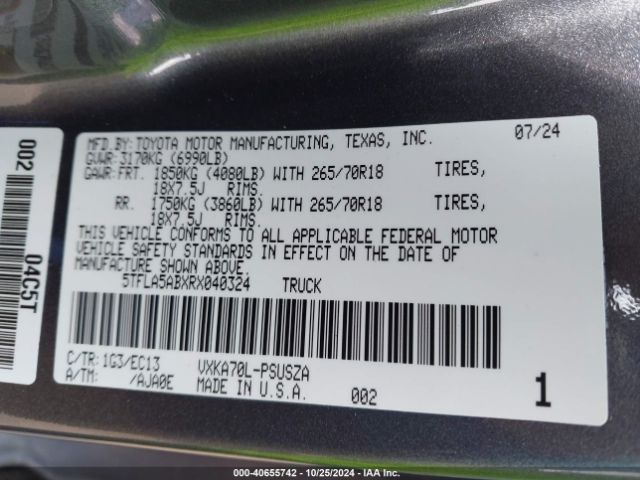 MFD.BY: TOYOTA MOTOR MANUFACTURING, TEXAS, INC. 07/24
GVWR: 3170KG (6990LB)
GAWR: FRT. 1850KG (4080LB) WITH 265/70R18 TIRES,
18X7.5J RIMS.
RR. 1750KG (3860LB) WITH 265/70R18 TIRES,
18X7.5J RIMS.
THIS VEHICLE CONFORMS TO ALL APPLICABLE FEDERAL MOTOR
VEHICLE SAFETY STANDARDS IN EFFECT ON THE DATE OF
MANUFACTURE SHOWN ABOVE.
5TFLA5ABXRX040324 TRUCK
C/TR: 1G3/EC13 VXKA70L-PSUSZA
A/TM: /AJA0E MADE IN U.S.A. 002 1
002 04C5T
000-40655742 - 10/25/2024 - IAA Inc.